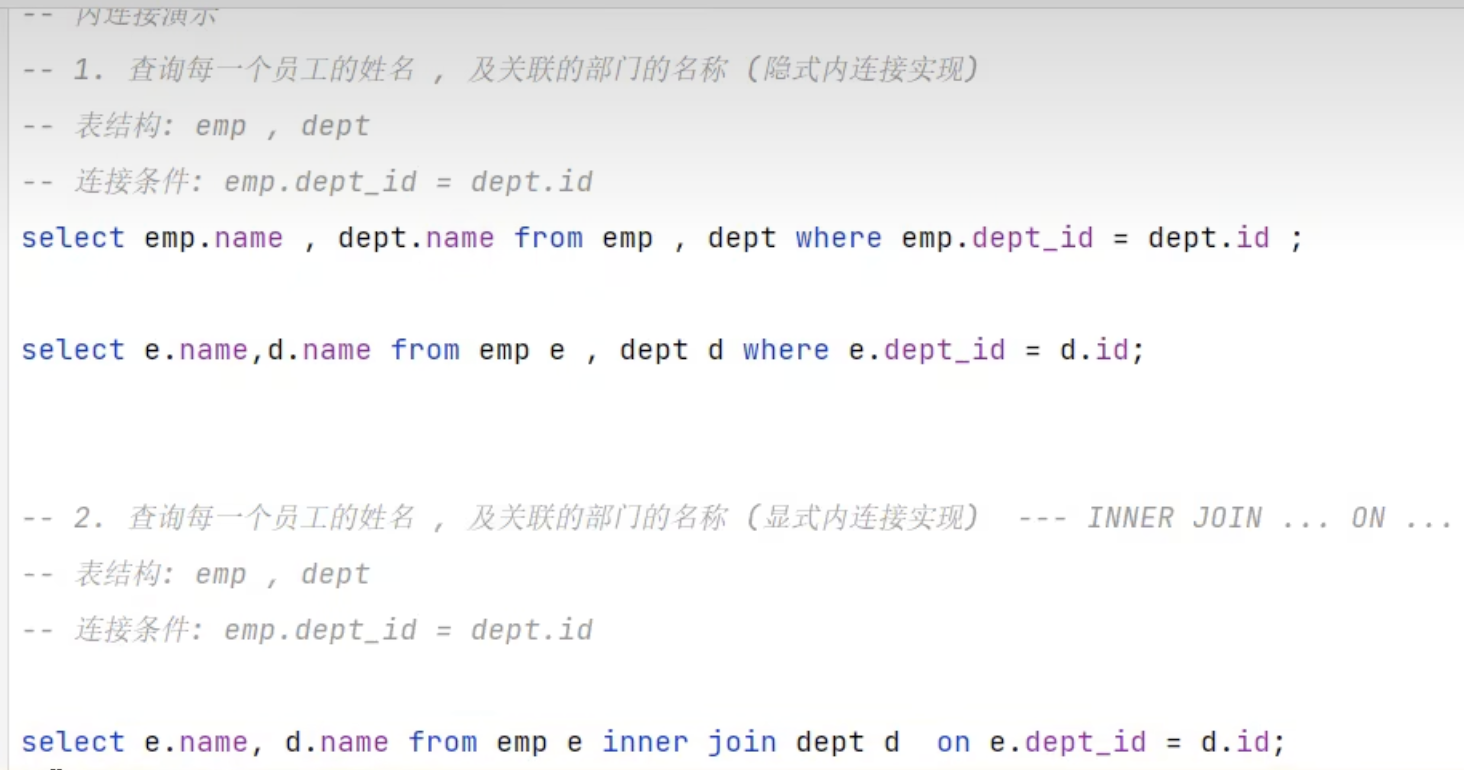 -- 内连接演示
-- 1. 查询每一个员工的姓名 , 及关联的部门的名称 (隐式内连接实现)
-- 表结构: emp , dept
-- 连接条件: emp.dept_id = dept.id
select emp.name , dept.name from emp , dept where emp.dept_id = dept.id ;
select e.name,d.name from emp e , dept d where e.dept_id = d.id;
-- 2. 查询每一个员工的姓名 , 及关联的部门的名称 (显式内连接实现)  --- INNER JOIN ... ON ...
-- 表结构: emp , dept
-- 连接条件: emp.dept_id = dept.id
select e.name, d.name from emp e inner join dept d  on e.dept_id = d.id;